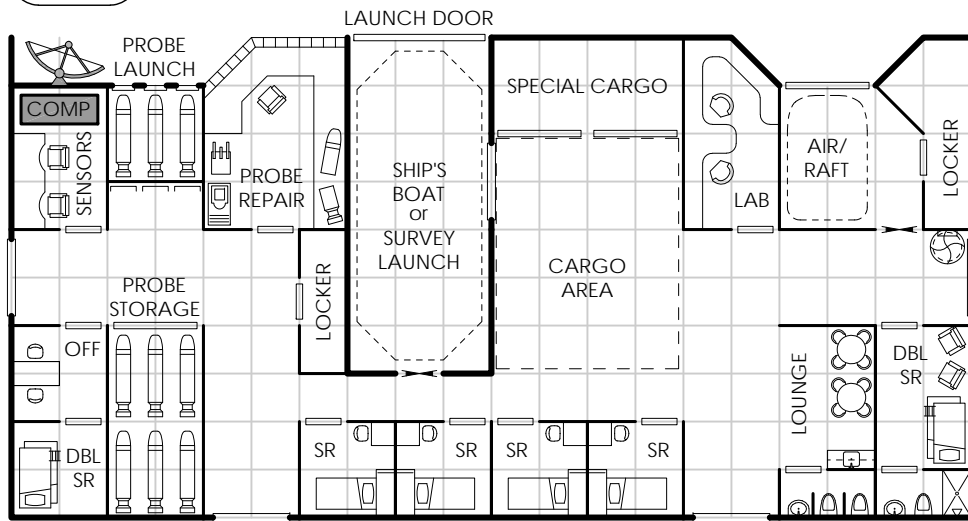 LAUNCH DOOR
PROBE
LAUNCH
COMP
SENSORS
PROBE
REPAIR
SHIP'S
BOAT
or
SURVEY
LAUNCH
SPECIAL CARGO
LAB
AIR/
RAFT
LOCKER
PROBE
STORAGE
LOCKER
CARGO
AREA
OFF
LOUNGE
DBL
SR
DBL
SR
SR
SR
SR
SR